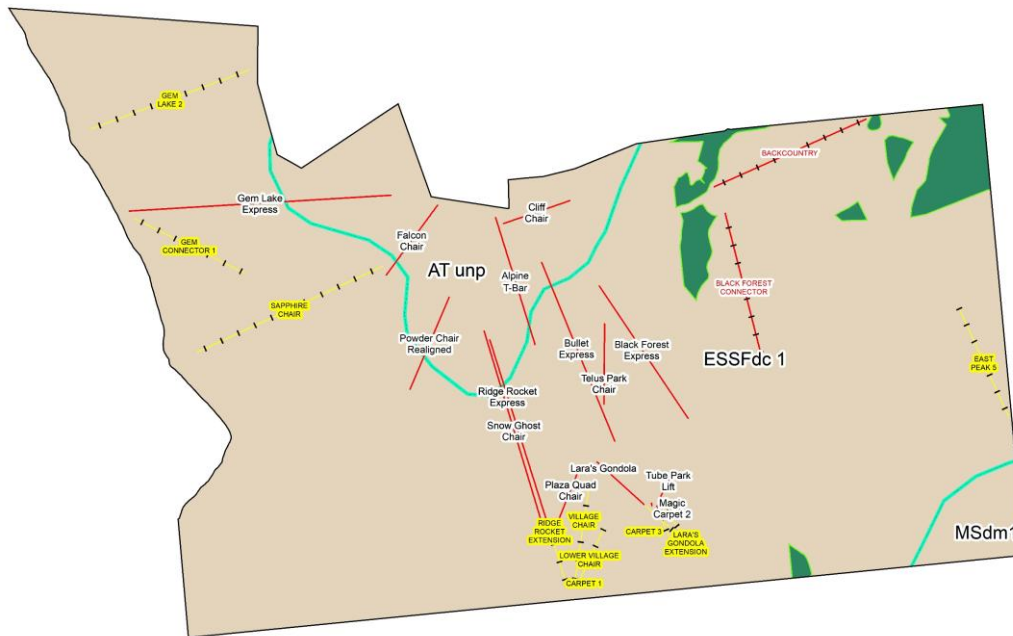 GEM
LAKE 2
BACKCOUNTRY
Gem Lake
Express
Cliff
Chair
Falcon
Chair
GEM
CONNECTOR 1
AT unp
Alpine
T-Bar
BLACK FOREST
CONNECTOR
SAPPHIRE
CHAIR
Powder Chair
Realigned
Bullet
Express
Black Forest
Express
ESSFdc 1
EAST
PEAK 5
Telus Park
Chair
Ridge Rocket
Express
Snow Ghost
Chair
Lara's Gondola
Plaza Quad
Chair
Tube Park
Lift
Magic
Carpet 2
RIDGE
ROCKET
EXTENSION
VILLAGE
CHAIR
CARPET 3
LARA'S
GONDOLA
EXTENSION
MSdm1
LOWER VILLAGE
CHAIR
CARPET 1